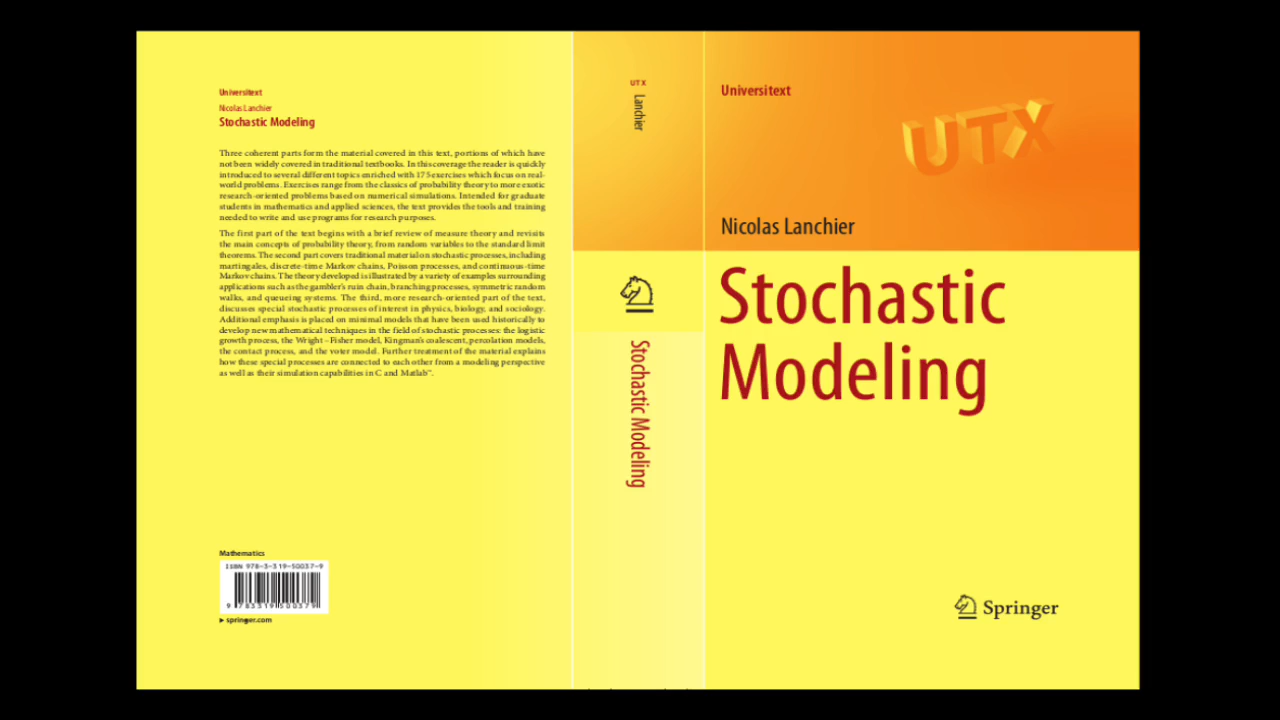 Universitext
Nicolas Lanchier
Stochastic Modeling
Three coherent parts form the material covered in this text, portions of which have
not been widely covered in traditional textbooks. In this coverage the reader is quickly
introduced to several different topics enriched with 175 exercises which focus on real-
world problems. Exercises range from the classics of probability theory to more exotic
research-oriented problems based on numerical simulations. Intended for graduate
students in mathematics and applied sciences, the text provides the tools and training
needed to write and use programs for research purposes.
The first part of the text begins with a brief review of measure theory and revisits
the main concepts of probability theory, from random variables to the standard limit
theorems. The second part covers traditional material on stochastic processes, including
martingales, discrete-time Markov chains, Poisson processes, and continuous-time
Markov chains. The theory developed is illustrated by a variety of examples surrounding
applications such as the gambler's ruin chain, branching processes, symmetric random
walks, and queueing systems. The third, more research-oriented part of the text,
discusses special stochastic processes of interest in physics, biology, and sociology.
Additional emphasis is placed on minimal models that have been used historically to
develop new mathematical techniques in the field of stochastic processes: the logistic
growth process, the Wright–Fisher model, Kingman's coalescent, percolation models,
the contact process, and the voter model. Further treatment of the material explains
how these special processes are connected to each other from a modeling perspective
as well as their simulation capabilities in C and Matlab™.
Mathematics
ISBN 978-3-319-50037-9
9 783319 500379
▸ springer.com
UTX
Lanchier
Stochastic Modeling
Universitext
UTX
Nicolas Lanchier
Stochastic
Modeling
Springer